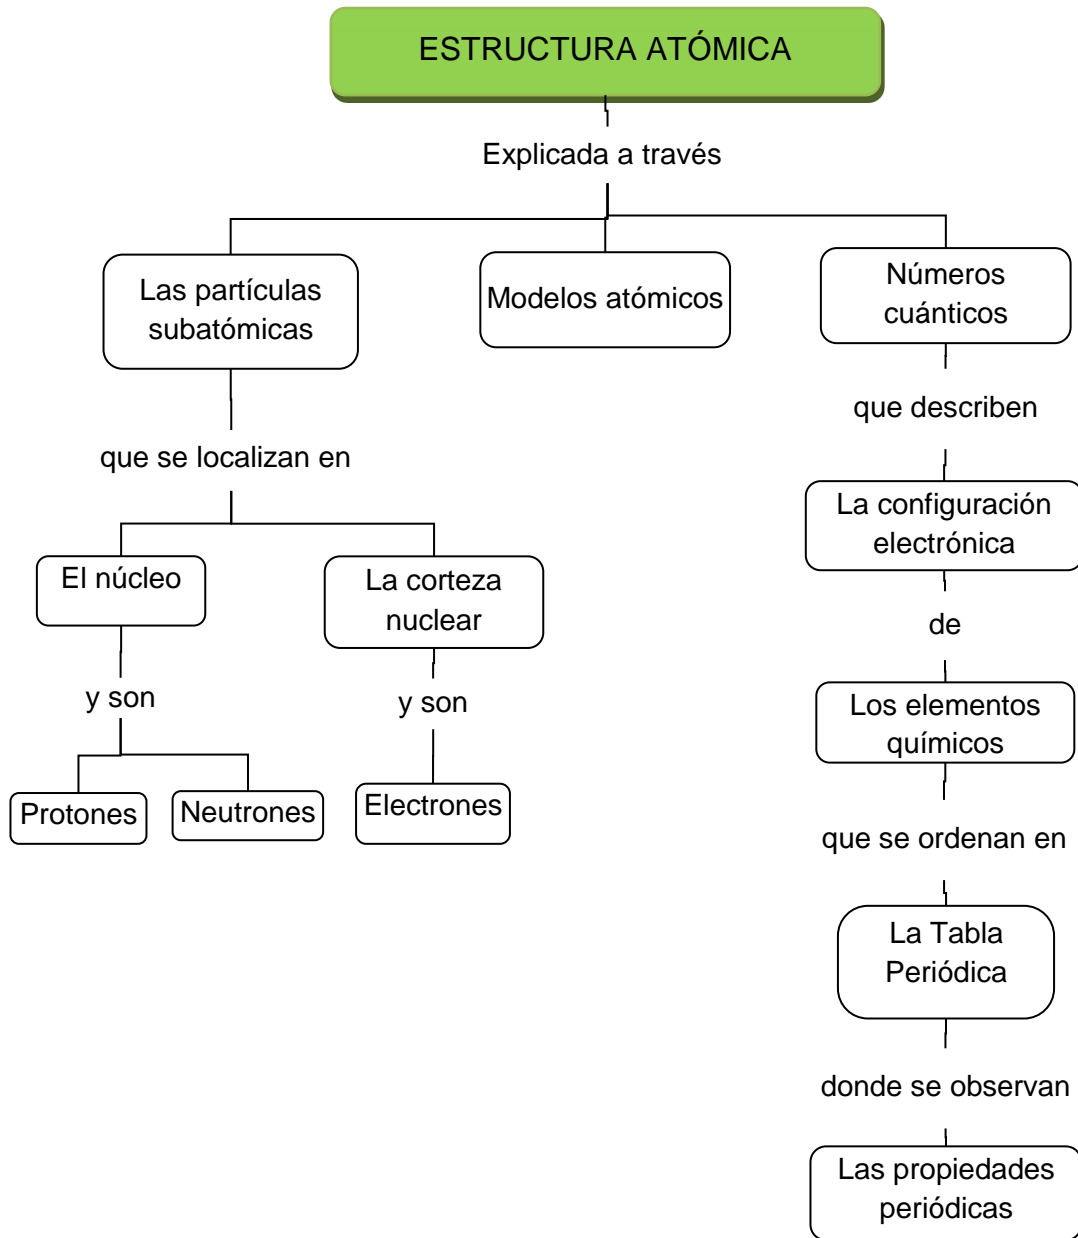 ESTRUCTURA ATÓMICA
Explicada a través
Las partículas
subatómicas
Modelos atómicos
Números
cuánticos
que se localizan en
que describen
El núcleo
La corteza
nuclear
La configuración
electrónica
y son
y son
de
Protones
Neutrones
Electrones
Los elementos
químicos
que se ordenan en
La Tabla
Periódica
donde se observan
Las propiedades
periódicas